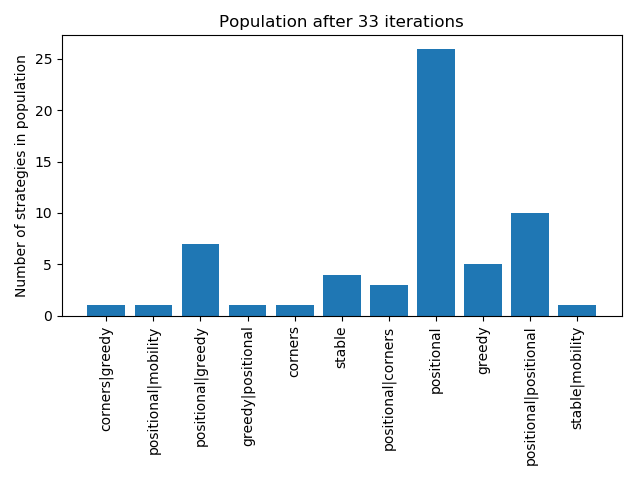 Population after 33 iterations
Number of strategies in population
25
20
15
10
5
0
corners|greedy
positional|mobility
positional|greedy
greedy|positional
corners
stable
positional|corners
positional
greedy
positional|positional
stable|mobility